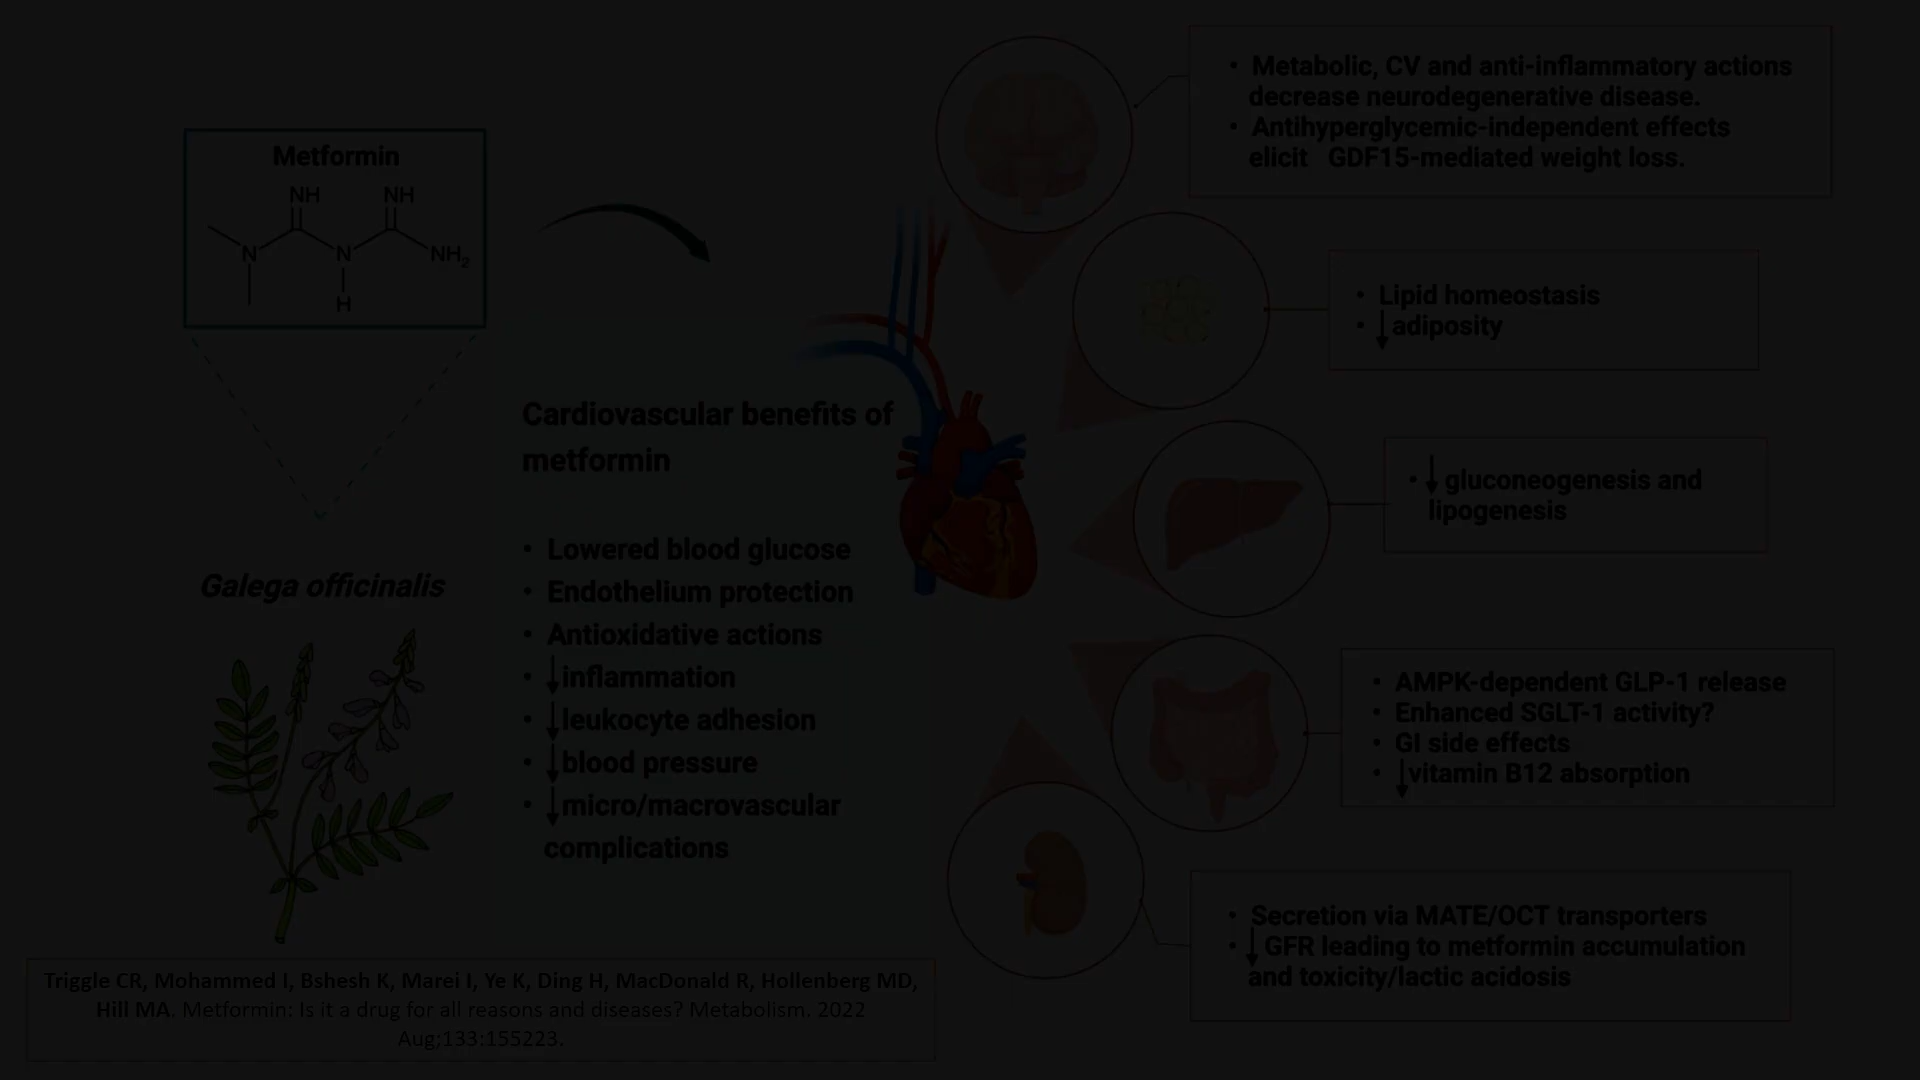 Metformin
NH NH
N N NH₂
H
Galega officinalis
Cardiovascular benefits of
metformin
• Lowered blood glucose
• Endothelium protection
• Antioxidative actions
• ↓inflammation
• ↓leukocyte adhesion
• ↓blood pressure
• ↓micro/macrovascular
complications
• Metabolic, CV and anti-inflammatory actions
decrease neurodegenerative disease.
• Antihyperglycemic-independent effects
elicit GDF15-mediated weight loss.
• Lipid homeostasis
• ↓adiposity
• ↓gluconeogenesis and
lipogenesis
• AMPK-dependent GLP-1 release
• Enhanced SGLT-1 activity?
• GI side effects
• ↓vitamin B12 absorption
• Secretion via MATE/OCT transporters
• ↓GFR leading to metformin accumulation
and toxicity/lactic acidosis
Triggle CR, Mohammed I, Bshesh K, Marei I, Ye K, Ding H, MacDonald R, Hollenberg MD,
Hill MA. Metformin: Is it a drug for all reasons and diseases? Metabolism. 2022
Aug;133:155223.